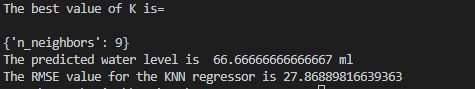 The best value of K is=
{'n_neighbors': 9}
The predicted water level is  66.66666666666667 ml
The RMSE value for the KNN regressor is 27.86889816639363